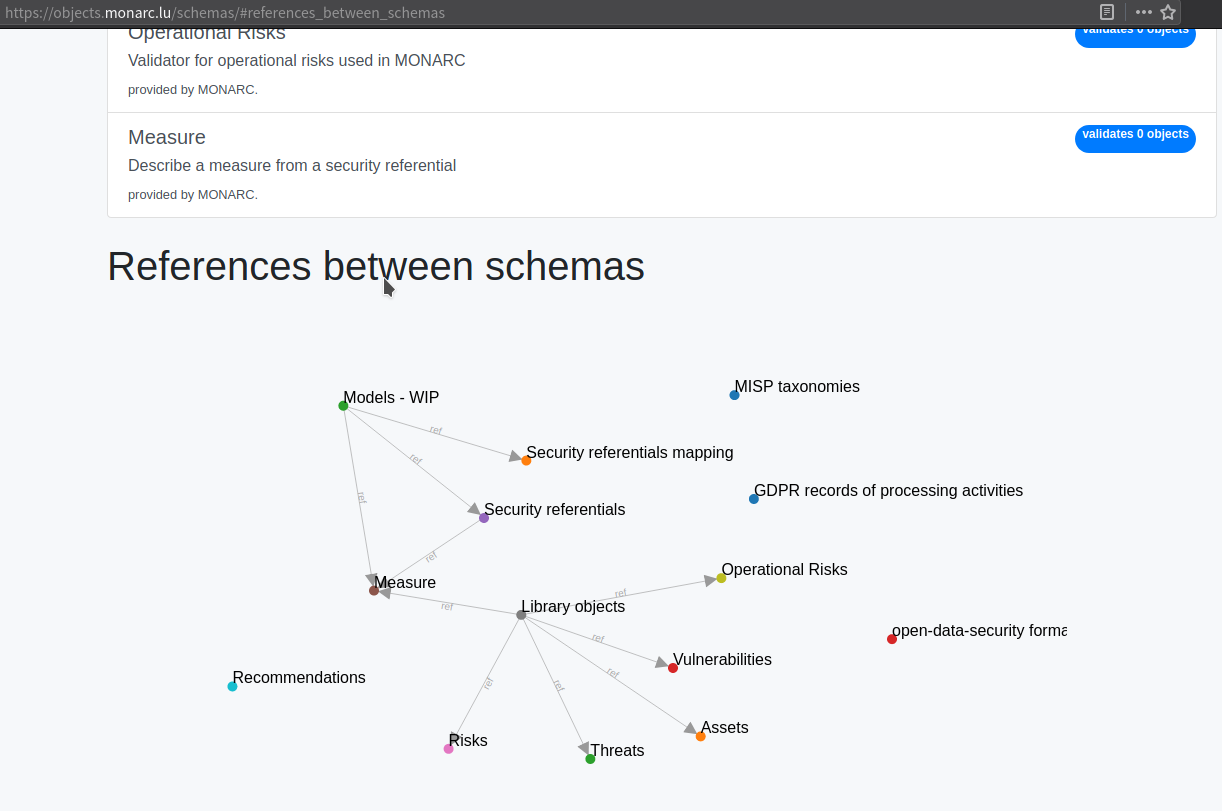 https://objects.monarc.lu/schemas/#references_between_schemas
Operational Risks
validates 0 objects
Validator for operational risks used in MONARC
provided by MONARC.
Measure
validates 0 objects
Describe a measure from a security referential
provided by MONARC.
References between schemas
MISP taxonomies
Models - WIP
ref
Security referentials mapping
ref
GDPR records of processing activities
ref
Security referentials
ref
Operational Risks
Measure
ref
ref
Library objects
open-data-security forma
ref
Vulnerabilities
ref
Recommendations
ref
ref
Assets
Risks
Threats